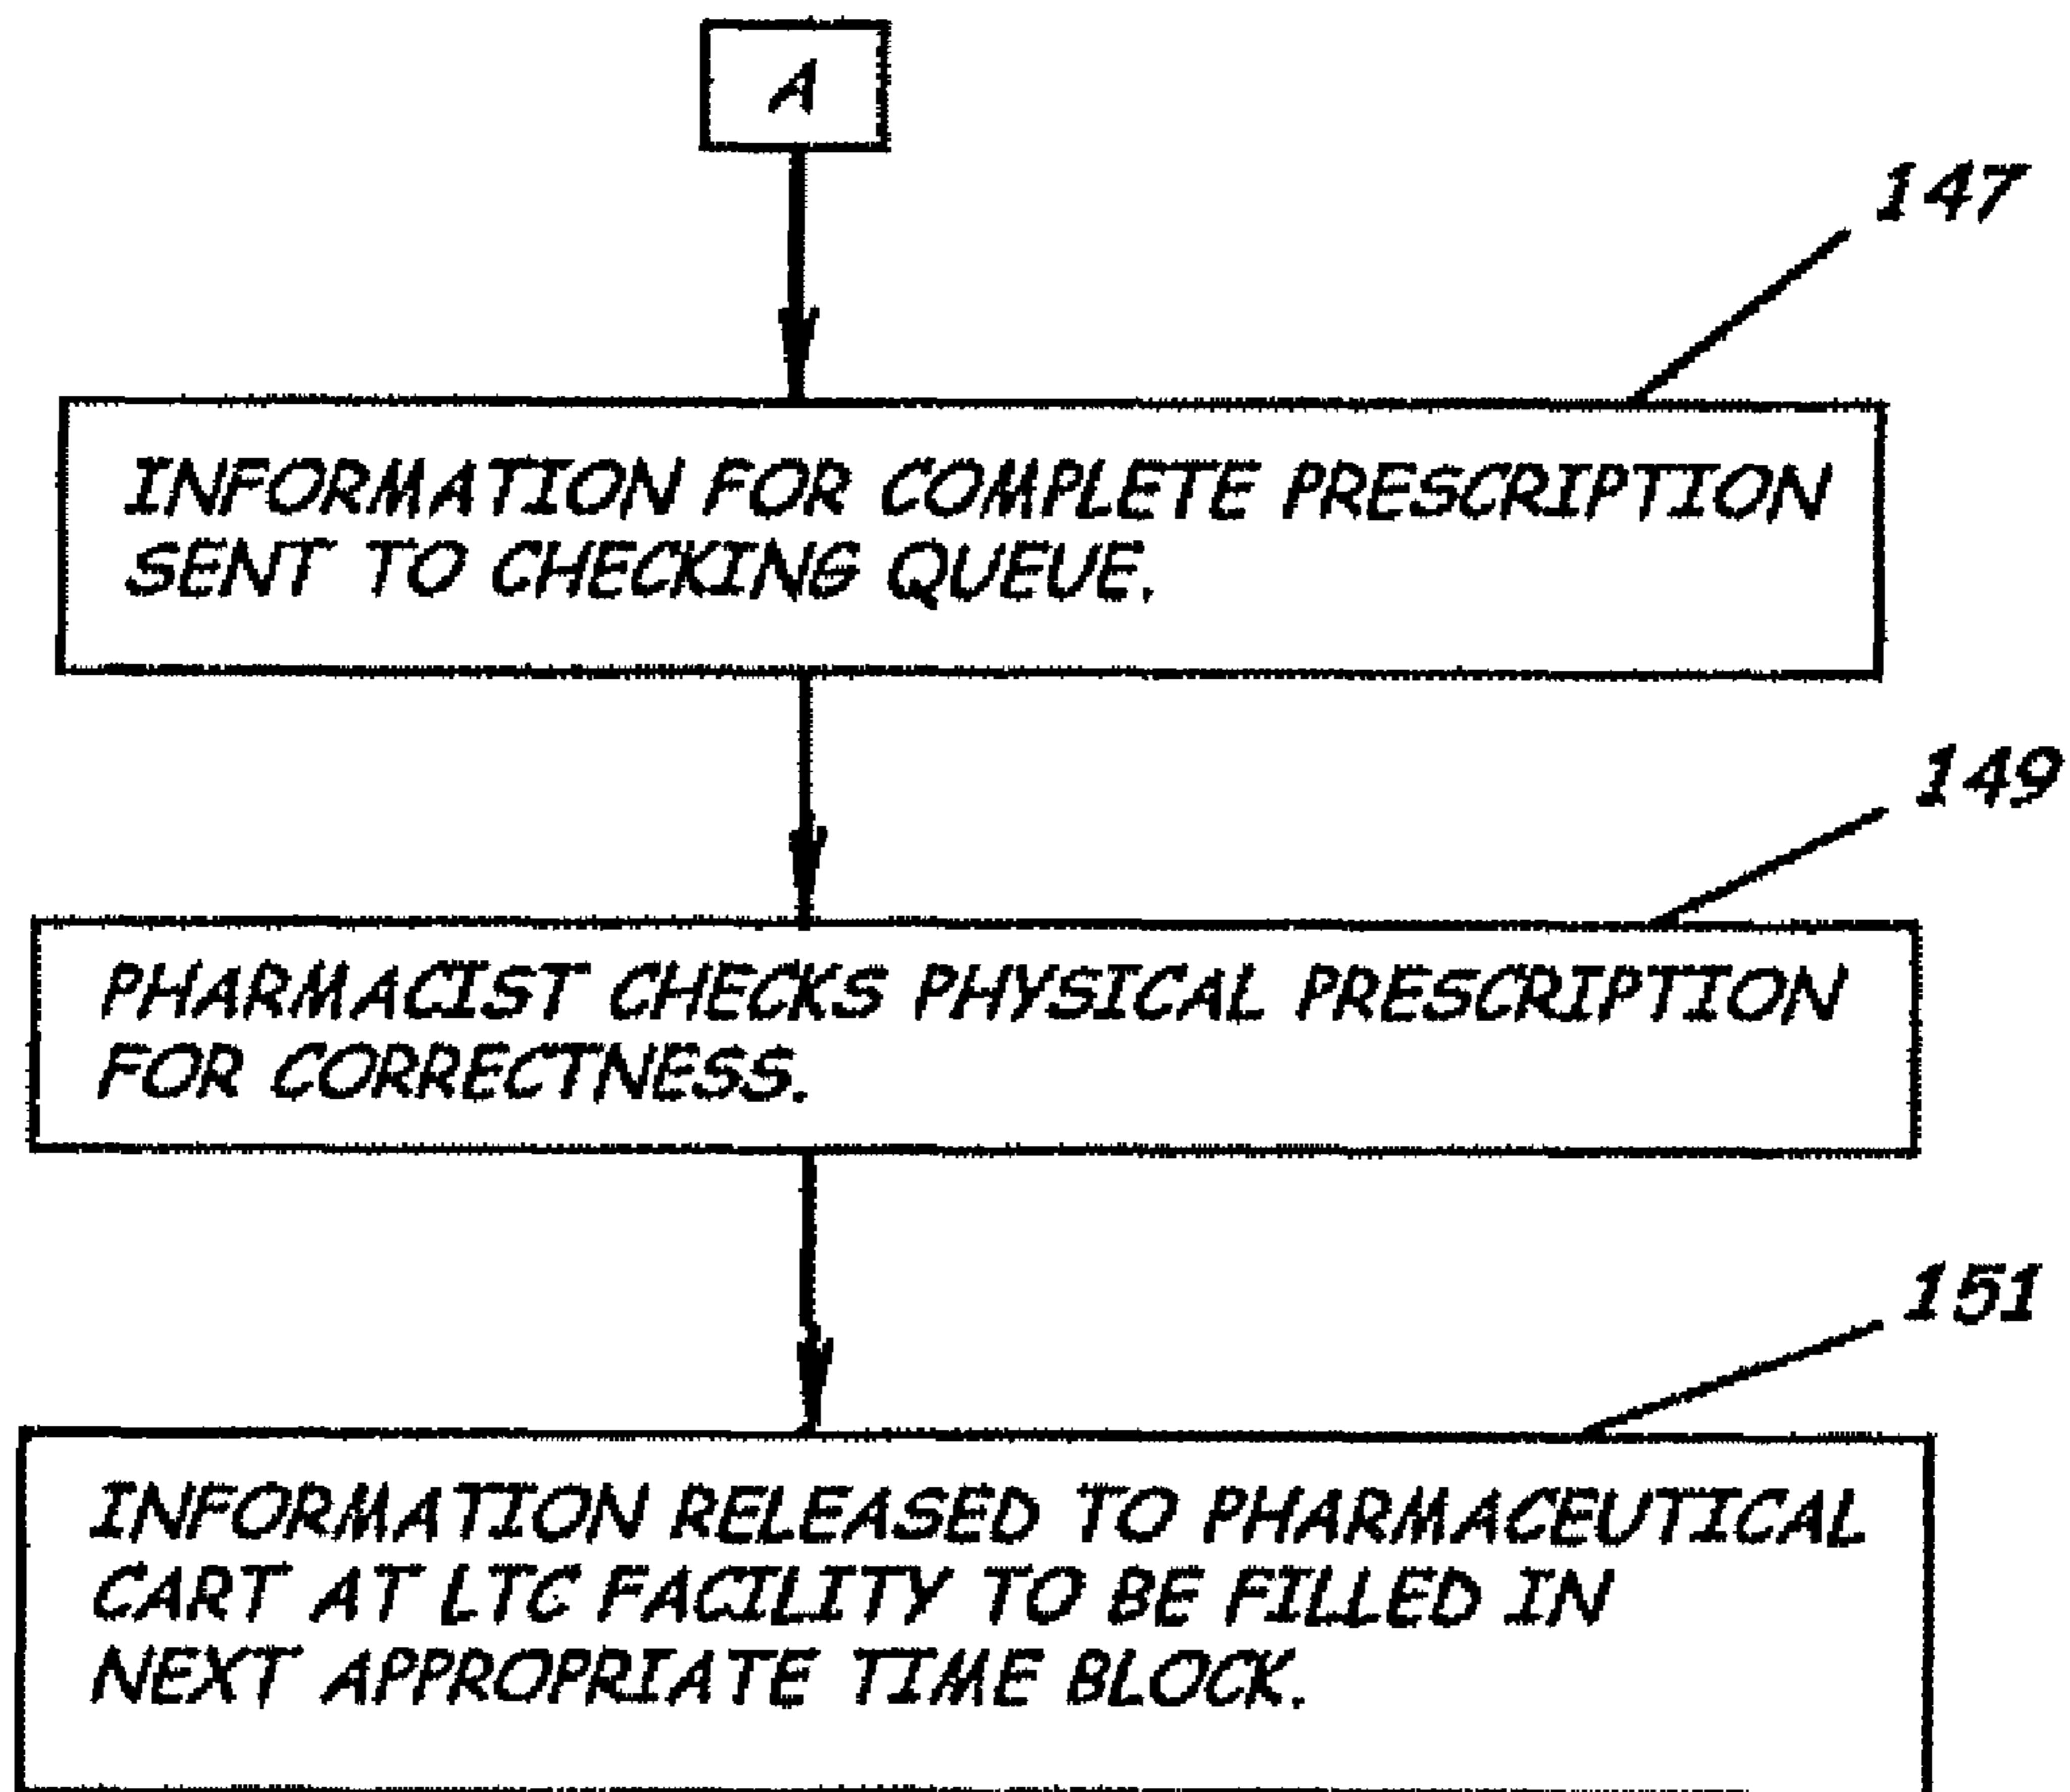 A
147
INFORMATION FOR COMPLETE PRESCRIPTION
SENT TO CHECKING QUEUE.
149
PHARMACIST CHECKS PHYSICAL PRESCRIPTION
FOR CORRECTNESS.
151
INFORMATION RELEASED TO PHARMACEUTICAL
CART AT LTC FACILITY TO BE FILLED IN
NEXT APPROPRIATE TIME BLOCK.